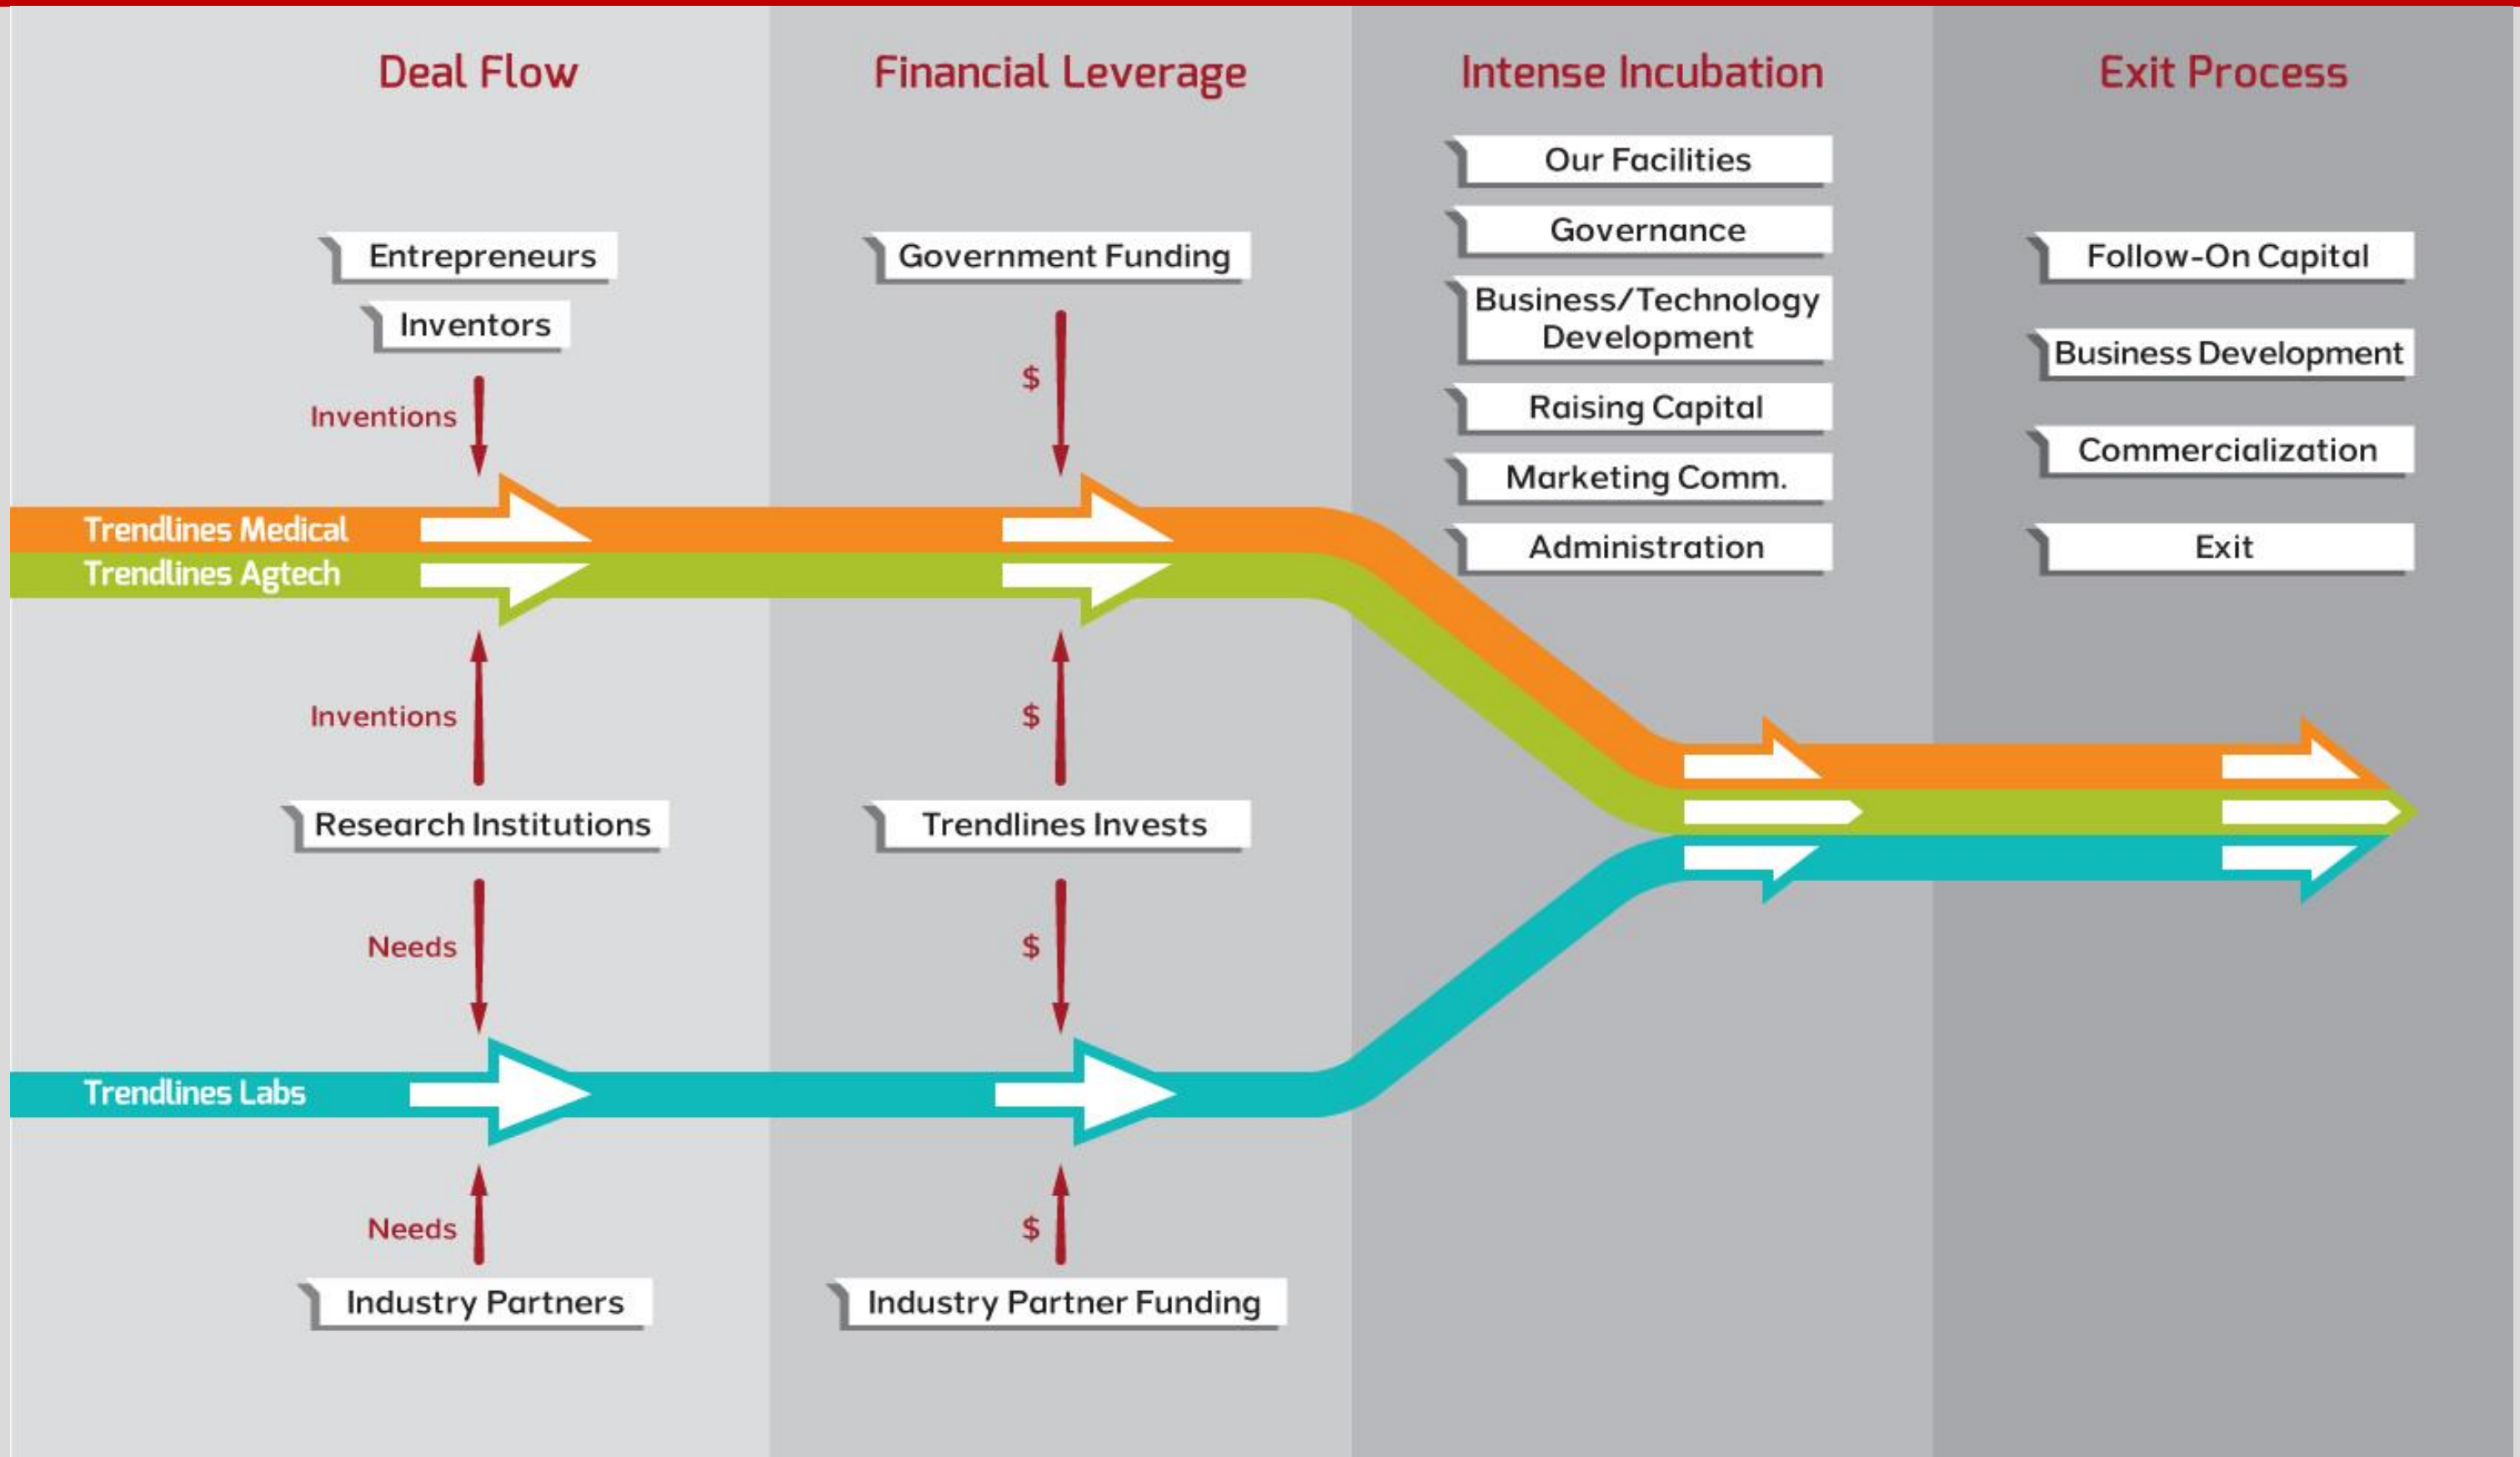 Deal Flow
Entrepreneurs
Inventors
Inventions
Trendlines Medical
Trendlines Agtech
Inventions
Research Institutions
Needs
Trendlines Labs
Needs
Industry Partners
Financial Leverage
Government Funding
$
$
Trendlines Invests
$
$
Industry Partner Funding
Intense Incubation
Our Facilities
Governance
Business/Technology
Development
Raising Capital
Marketing Comm.
Administration
Exit Process
Follow-On Capital
Business Development
Commercialization
Exit